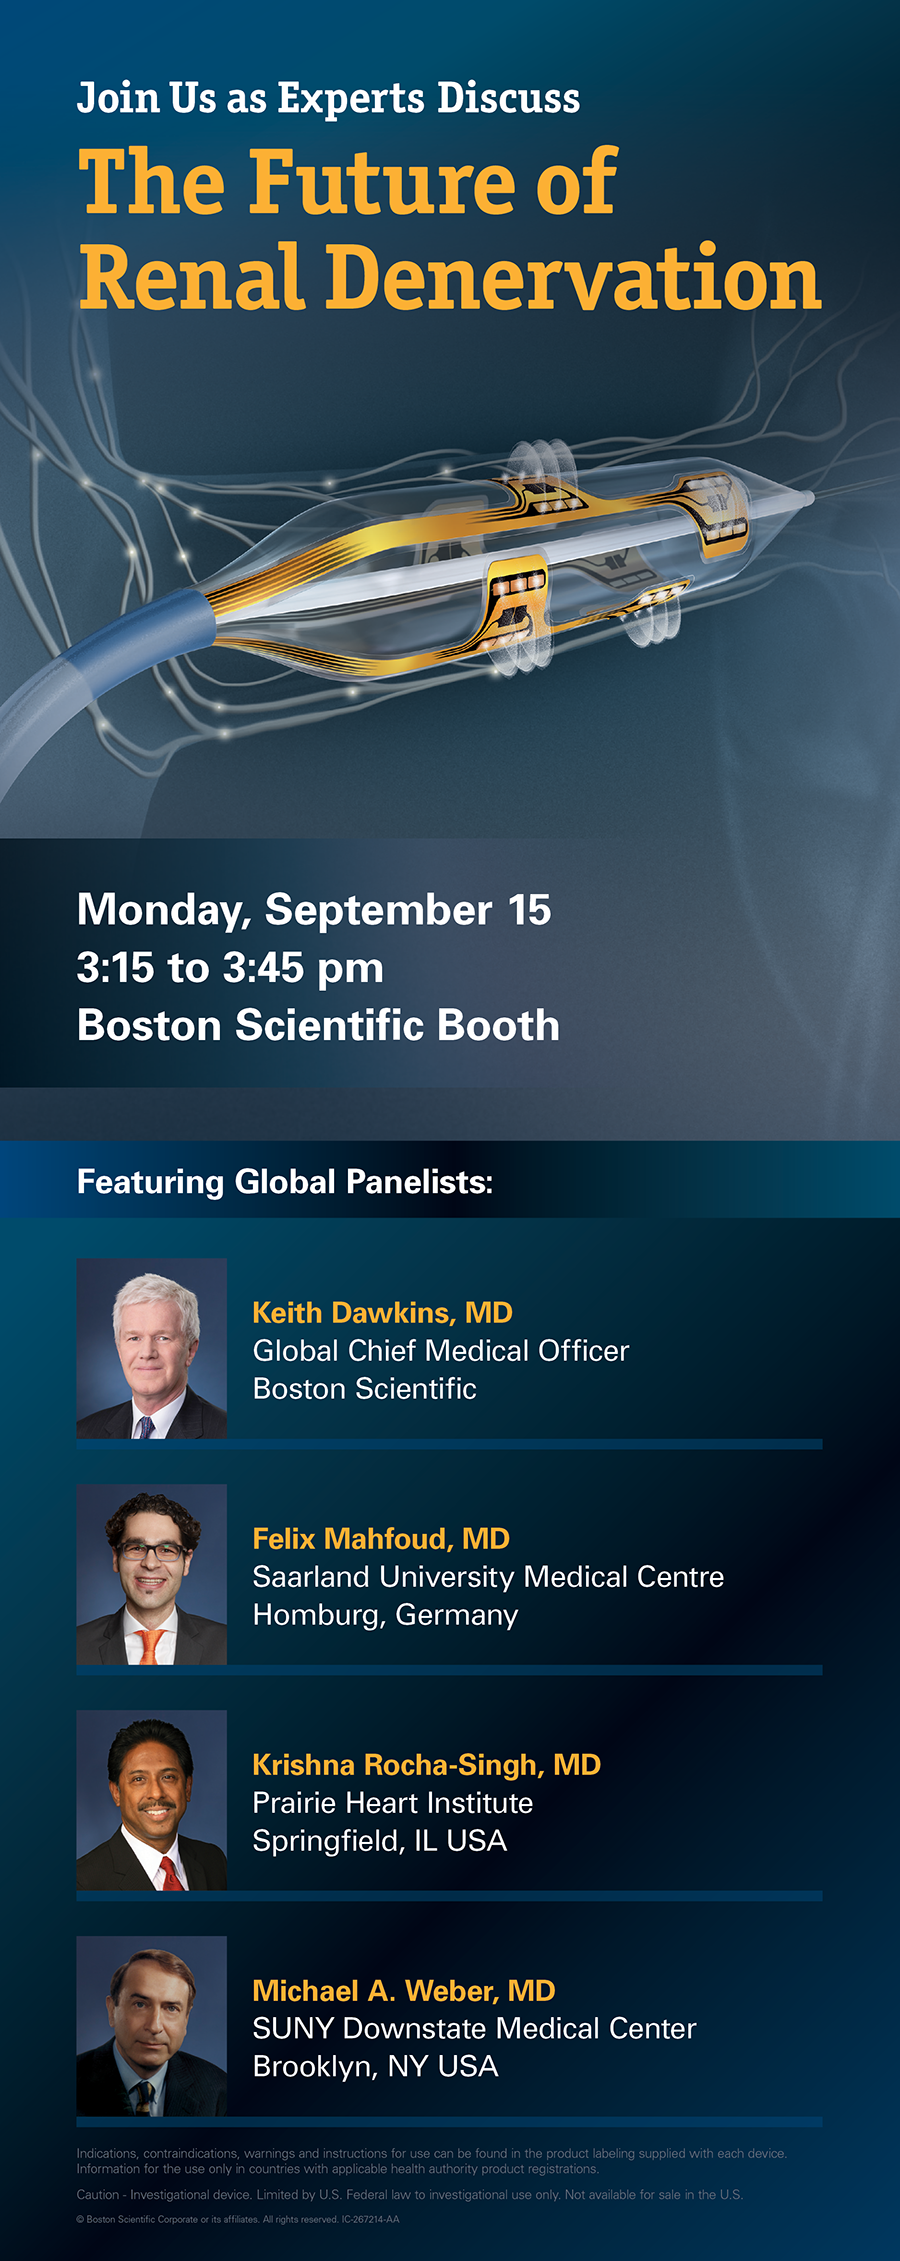 Join Us as Experts Discuss
The Future of
Renal Denervation
Monday, September 15
3:15 to 3:45 pm
Boston Scientific Booth
Featuring Global Panelists:
Keith Dawkins, MD
Global Chief Medical Officer
Boston Scientific
Felix Mahfoud, MD
Saarland University Medical Centre
Homburg, Germany
Krishna Rocha-Singh, MD
Prairie Heart Institute
Springfield, IL USA
Michael A. Weber, MD
SUNY Downstate Medical Center
Brooklyn, NY USA
Indications, contraindications, warnings and instructions for use can be found in the product labeling supplied with each device.
Information for the use only in countries with applicable health authority product registrations.
Caution - Investigational device. Limited by U.S. Federal law to investigational use only. Not available for sale in the U.S.
© Boston Scientific Corporate or its affiliates. All rights reserved. IC-267214-AA